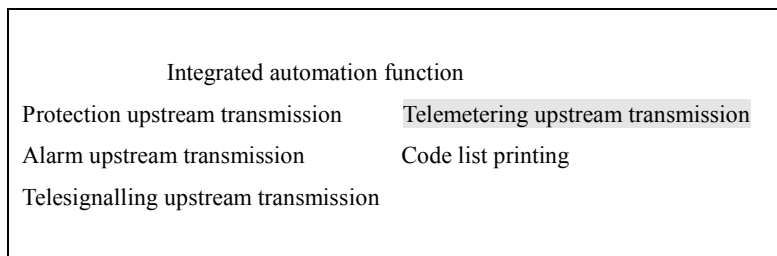 Integrated automation function
Protection upstream transmission Telemetering upstream transmission
Alarm upstream transmission Code list printing
Telesignalling upstream transmission